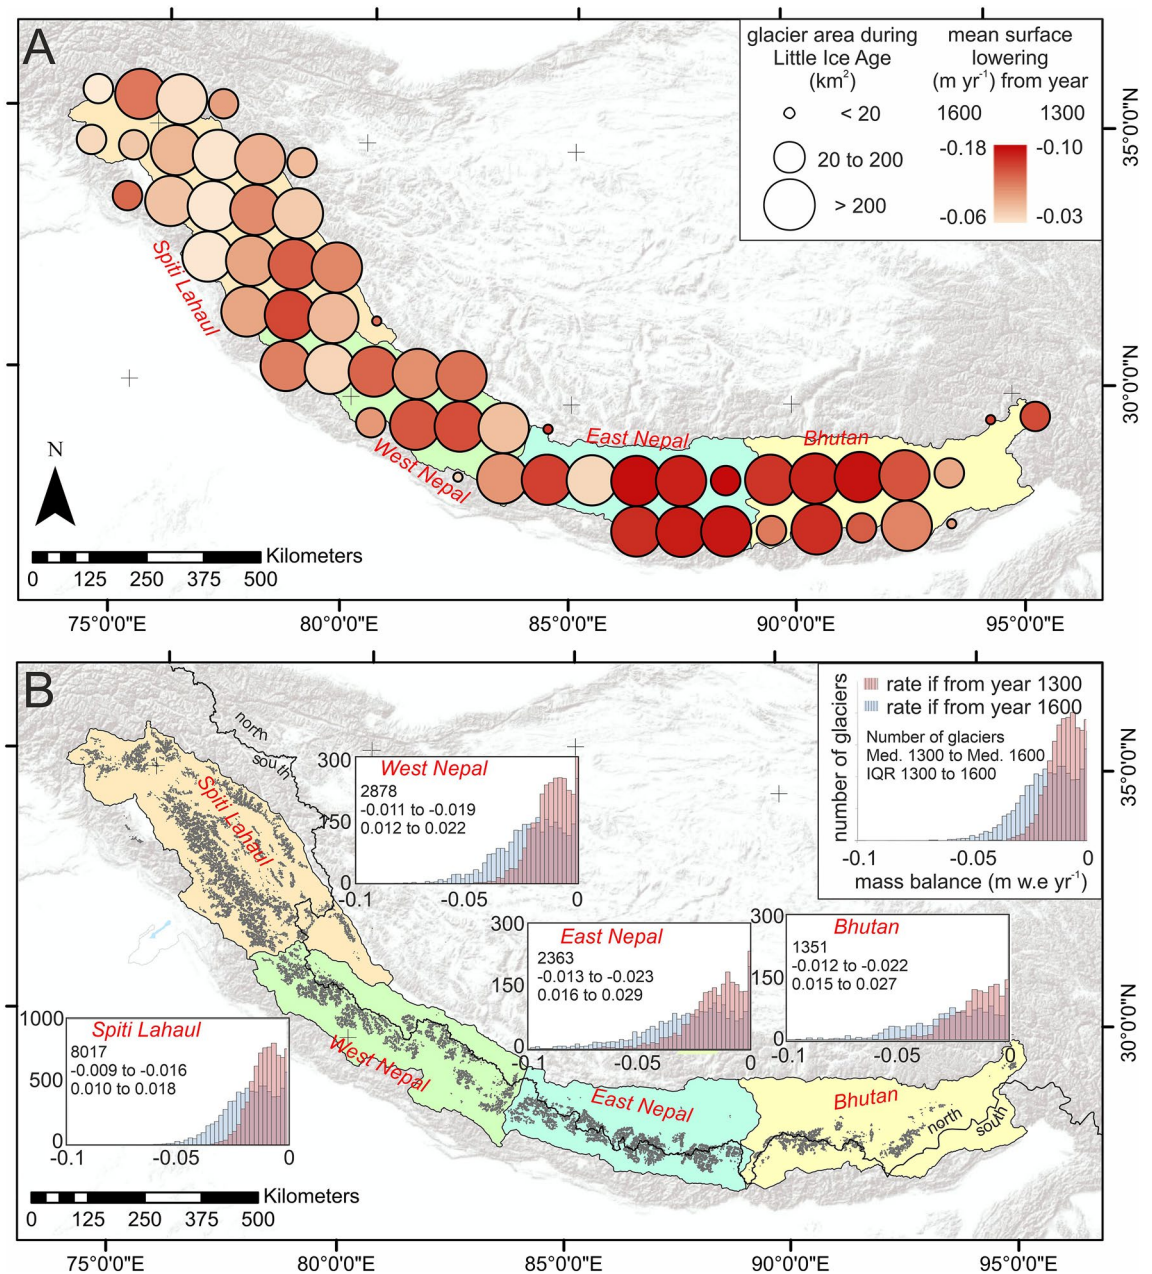 A
glacier area during
Little Ice Age
(km²)
< 20
20 to 200
> 200
mean surface
lowering
(m yr⁻¹) from year
1600 1300
-0.18 -0.10
-0.06 -0.03
35°0'0"N
30°0'0"N
Spiti Lahaul
West Nepal
East Nepal
Bhutan
N
Kilometers
0 125 250 375 500
75°0'0"E 80°0'0"E 85°0'0"E 90°0'0"E 95°0'0"E
B
north
south
rate if from year 1300
rate if from year 1600
Number of glaciers
Med. 1300 to Med. 1600
IQR 1300 to 1600
number of glaciers
-0.1 -0.05 0
mass balance (m w.e yr⁻¹)
35°0'0"N
30°0'0"N
300
150
0
West Nepal
2878
-0.011 to -0.019
0.012 to 0.022
-0.1 -0.05 0
300
150
0
East Nepal
2363
-0.013 to -0.023
0.016 to 0.029
-0.1 -0.05 0
300
150
0
Bhutan
1351
-0.012 to -0.022
0.015 to 0.027
-0.1 -0.05 0
1000
500
0
Spiti Lahaul
8017
-0.009 to -0.016
0.010 to 0.018
-0.1 -0.05 0
Spiti Lahaul
West Nepal
East Nepal
Bhutan
north
south
Kilometers
0 125 250 375 500
75°0'0"E 80°0'0"E 85°0'0"E 90°0'0"E 95°0'0"E